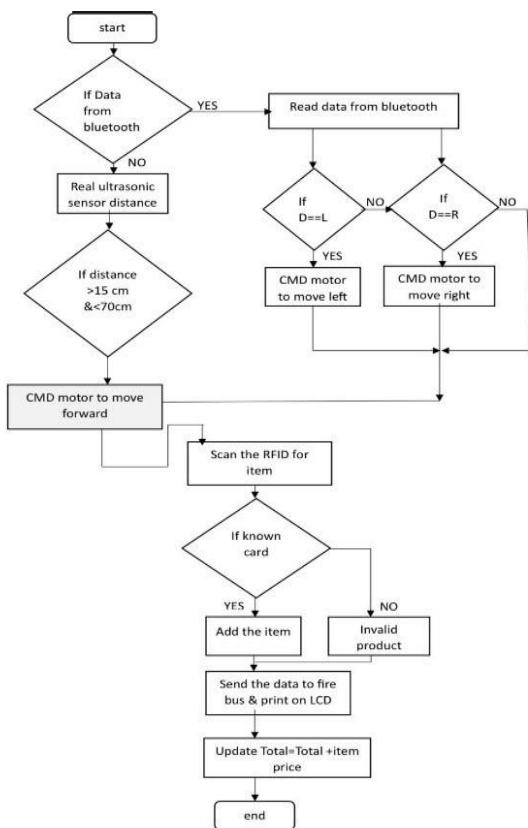 start
If Data
from
bluetooth
YES
Read data from bluetooth
NO
Real ultrasonic
sensor distance
If
D==L
NO
If
D==R
NO
YES
YES
If distance
>15 cm
&<70cm
CMD motor
to move left
CMD motor to
move right
CMD motor to move
forward
Scan the RFID for
item
If known
card
YES
NO
Add the item
Invalid
product
Send the data to fire
bus & print on LCD
Update Total=Total +item
price
end